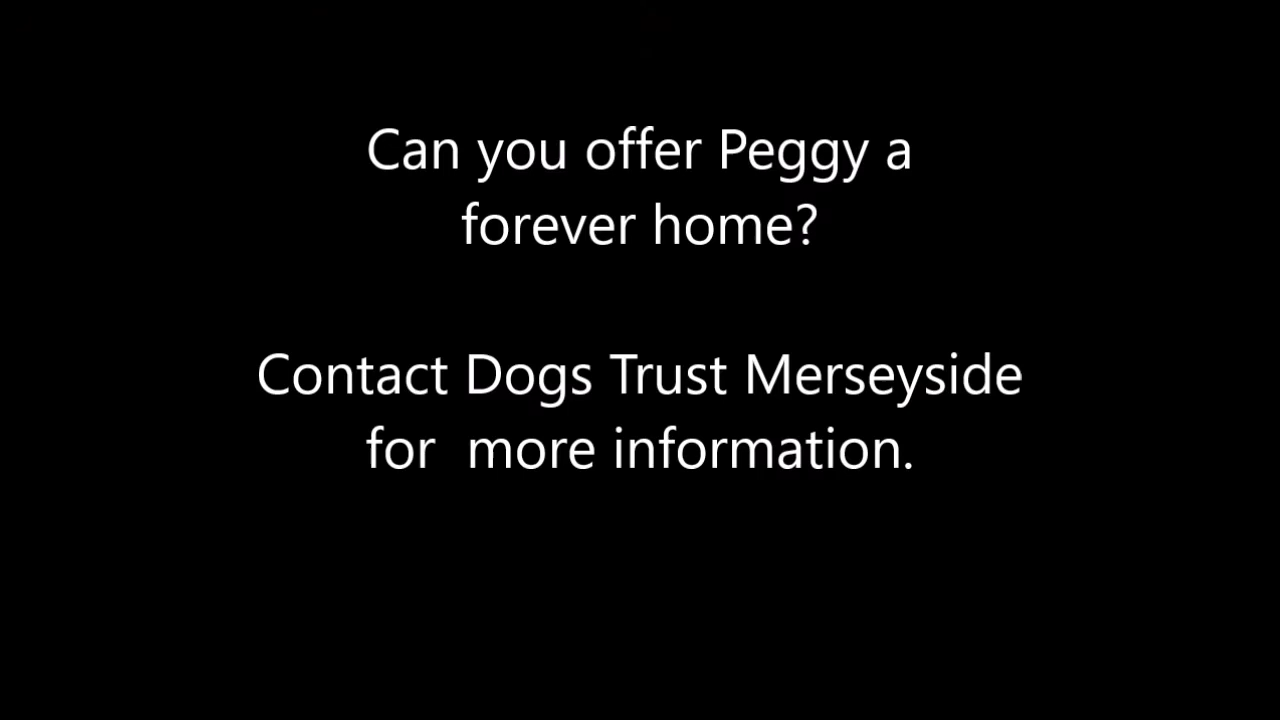 Can you offer Peggy a
forever home?
Contact Dogs Trust Merseyside
for  more information.